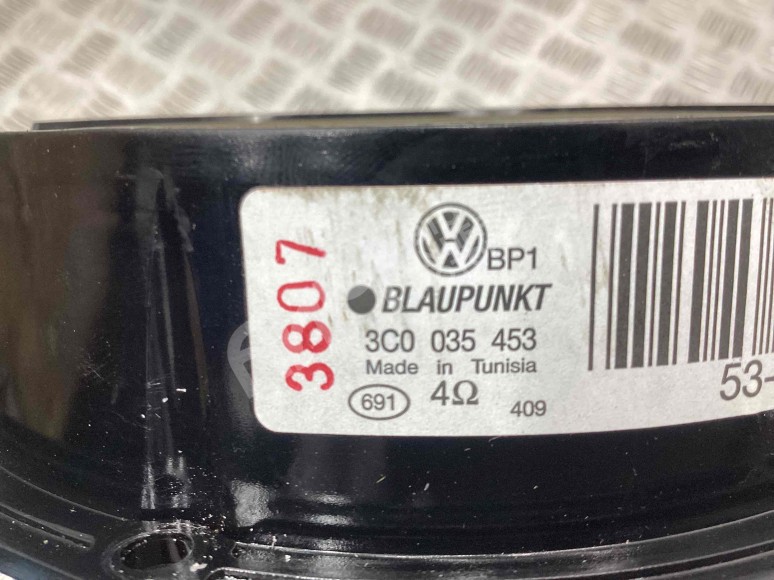 3807
BP1
BLAUPUNKT
3C0 035 453
Made in Tunisia
691 4Ω 409
53-